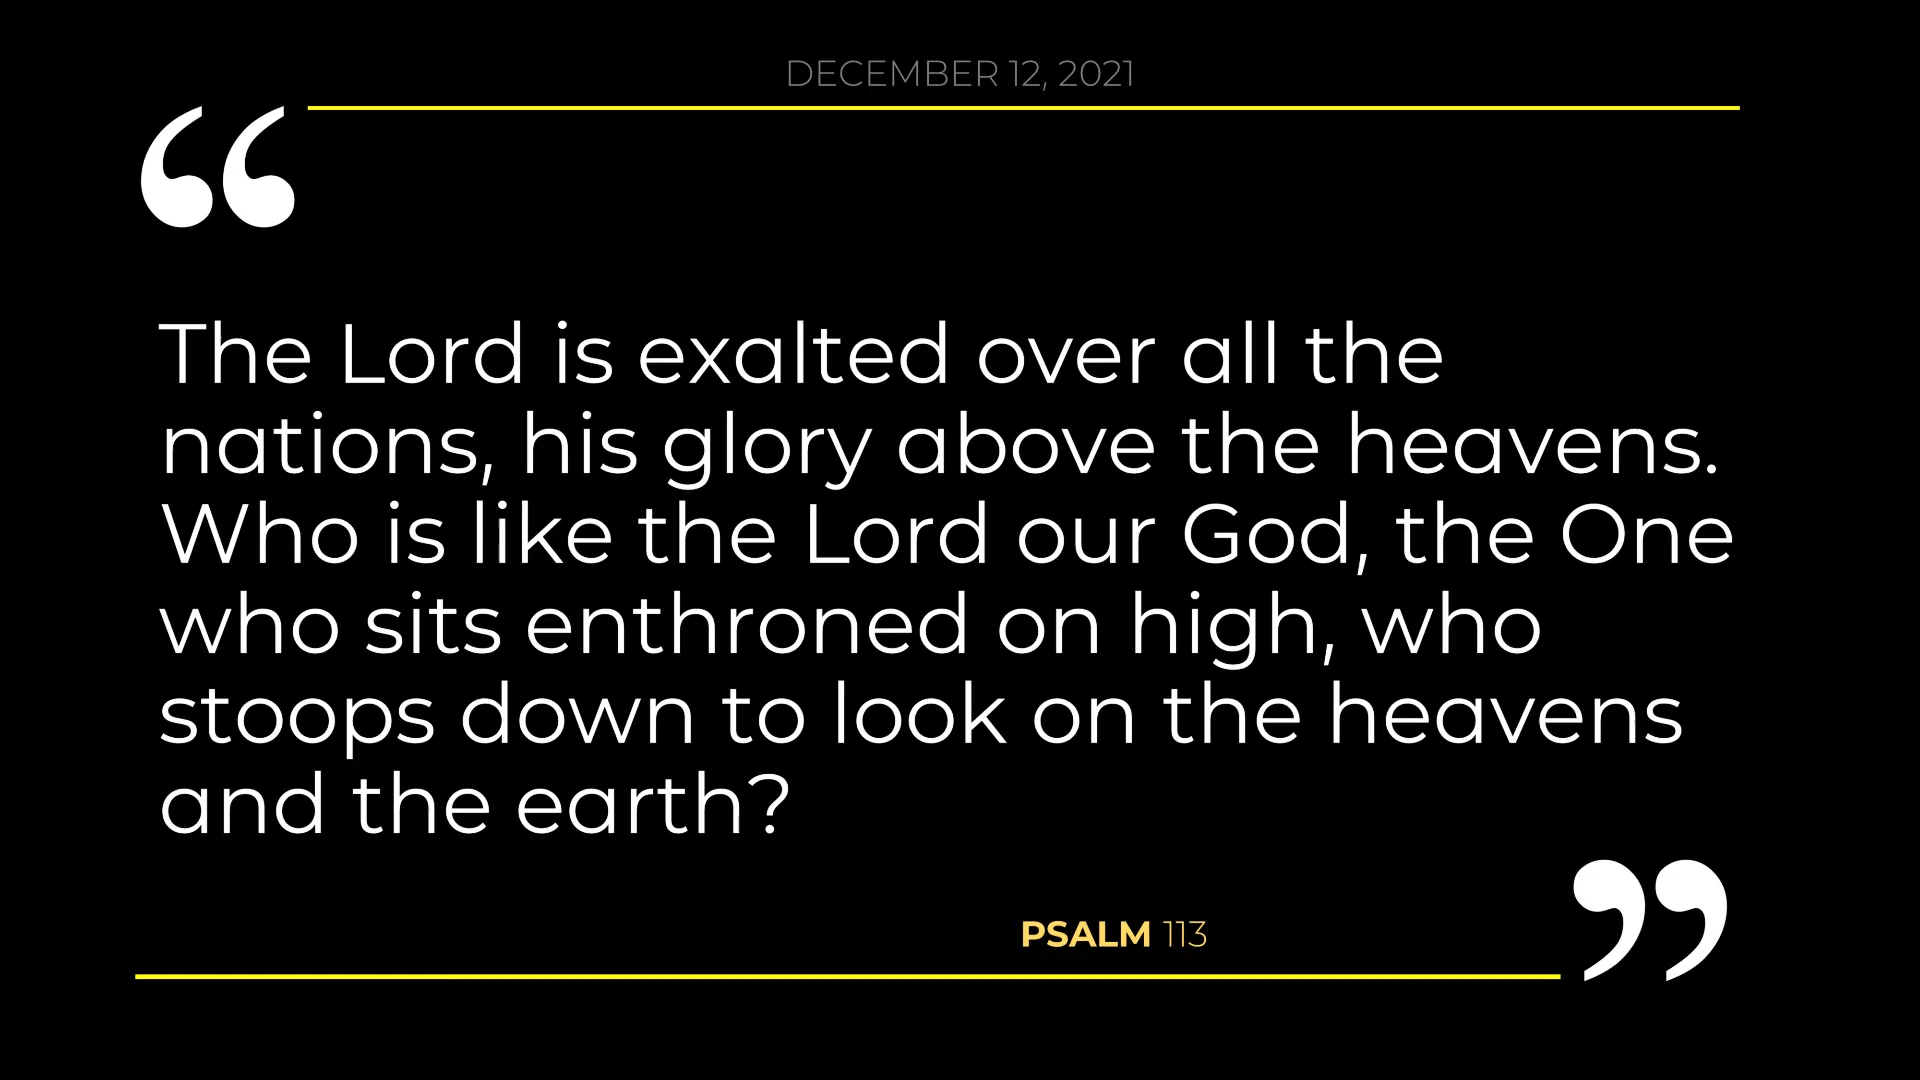 DECEMBER 12, 2021
“
The Lord is exalted over all the
nations, his glory above the heavens.
Who is like the Lord our God, the One
who sits enthroned on high, who
stoops down to look on the heavens
and the earth?
”
PSALM 113